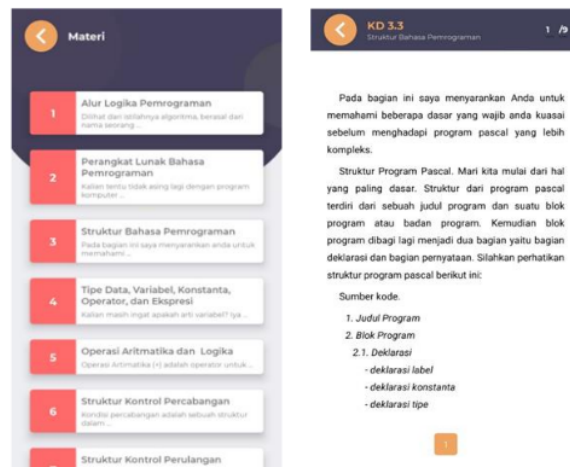 Materi
1
Alur Logika Pemrograman
Dilihat dari istilahnya algoritma, berasal dari
nama seorang ...
2
Perangkat Lunak Bahasa
Pemrograman
Kalian tentu tidak asing lagi dengan program
komputer ...
3
Struktur Bahasa Pemrograman
Pada bagian ini saya menyarankan anda untuk
memahami ...
4
Tipe Data, Variabel, Konstanta,
Operator, dan Ekspresi
Kalian masih ingat apakah arti variabel? Iya ...
5
Operasi Aritmatika dan Logika
Operasi Aritmatika (+) adalah operator untuk...
6
Struktur Kontrol Percabangan
Kondisi percabangan adalah sebuah struktur
dalam ...
Struktur Kontrol Perulangan
KD 3.3
Struktur Bahasa Pemrograman
1 /9
Pada bagian ini saya menyarankan Anda untuk
memahami beberapa dasar yang wajib anda kuasai
sebelum menghadapi program pascal yang lebih
kompleks.
Struktur Program Pascal. Mari kita mulai dari hal
yang paling dasar. Struktur dari program pascal
terdiri dari sebuah judul program dan suatu blok
program atau badan program. Kemudian blok
program dibagi lagi menjadi dua bagian yaitu bagian
deklarasi dan bagian pernyataan. Silahkan perhatikan
struktur program pascal berikut ini:
Sumber kode.
1. Judul Program
2. Blok Program
2.1. Deklarasi
- deklarasi label
- deklarasi konstanta
- deklarasi tipe
1